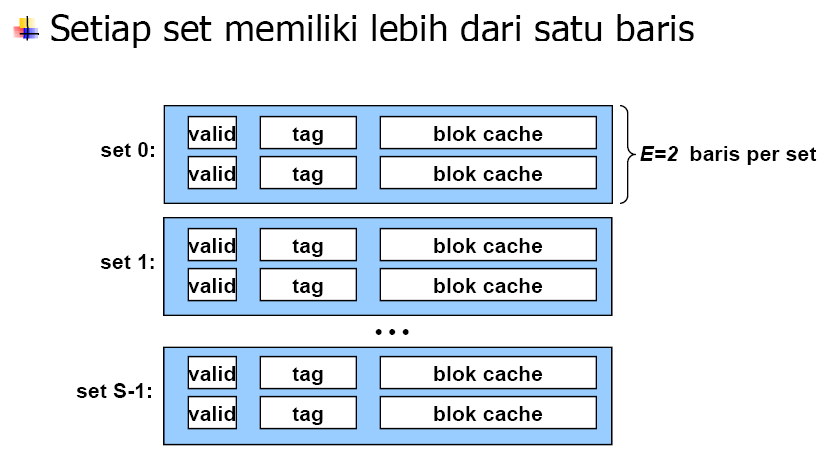 Setiap set memiliki lebih dari satu baris
set 0:
valid tag blok cache
valid tag blok cache
E=2 baris per set
set 1:
valid tag blok cache
valid tag blok cache
• • •
set S-1:
valid tag blok cache
valid tag blok cache